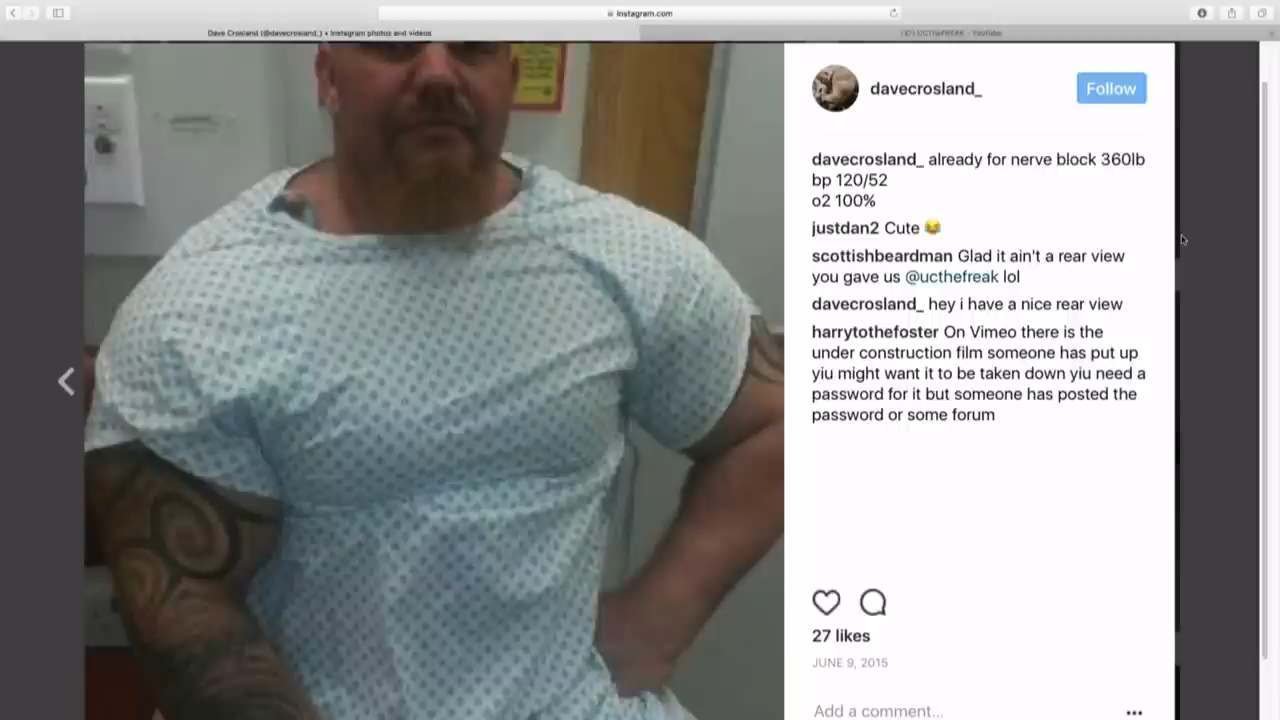 instagram.com
Dave Crosland (@davecrosland_) • Instagram photos and videos
davecrosland_
Follow
davecrosland_ already for nerve block 360lb
bp 120/52
o2 100%
justdan2 Cute 😂
scottishbeardman Glad it ain't a rear view
you gave us @ucthefreak lol
davecrosland_ hey i have a nice rear view
harrytothefoster On Vimeo there is the
under construction film someone has put up
yiu might want it to be taken down yiu need a
password for it but someone has posted the
password or some forum
27 likes
JUNE 9, 2015
Add a comment...